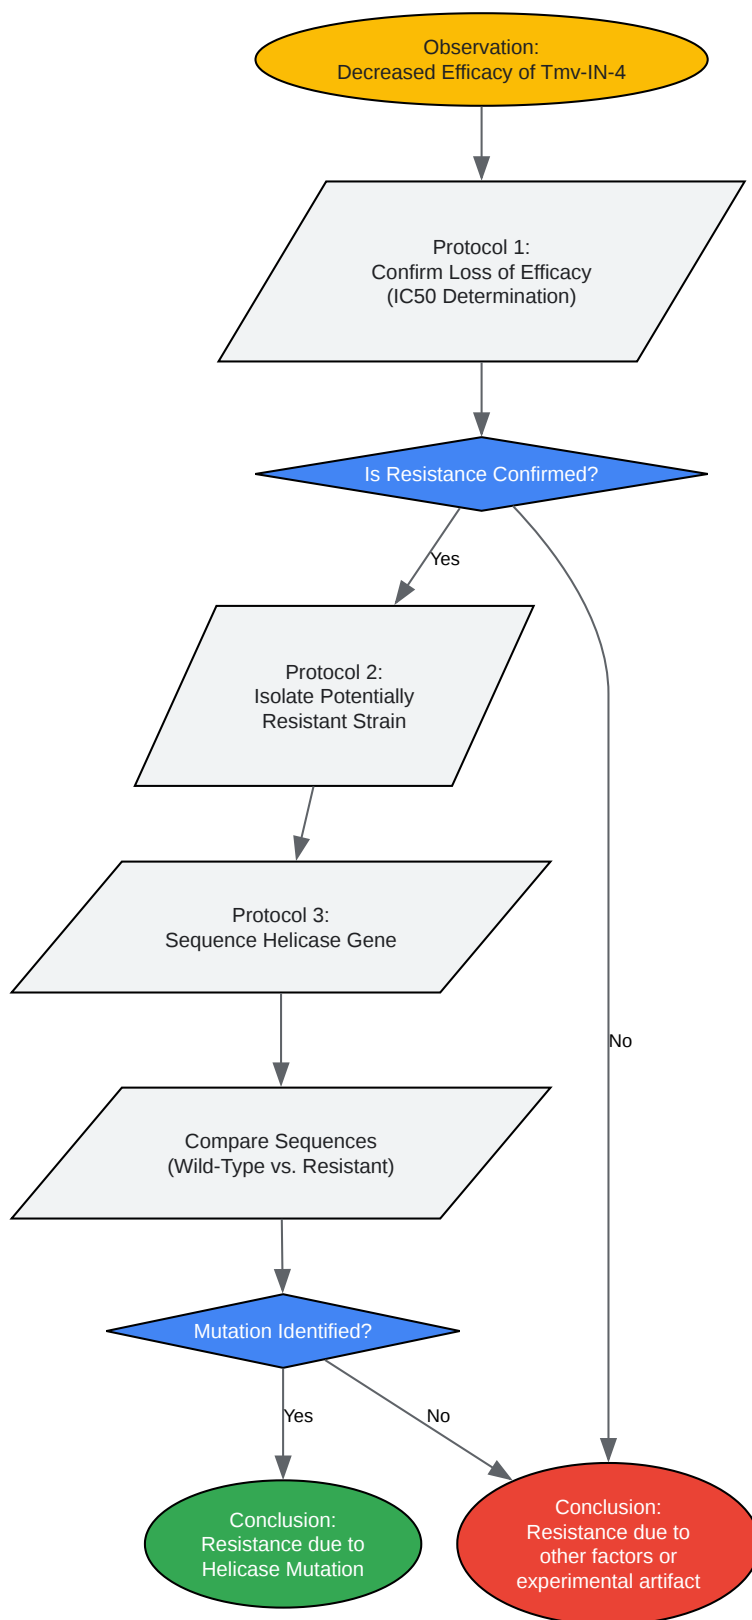 Observation:
Decreased Efficacy of Tmv-IN-4
Protocol 1:
Confirm Loss of Efficacy
(IC50 Determination)
Is Resistance Confirmed?
Yes
Protocol 2:
Isolate Potentially
Resistant Strain
Protocol 3:
Sequence Helicase Gene
No
Compare Sequences
(Wild-Type vs. Resistant)
Mutation Identified?
Yes
No
Conclusion:
Resistance due to
Helicase Mutation
Conclusion:
Resistance due to
other factors or
experimental artifact